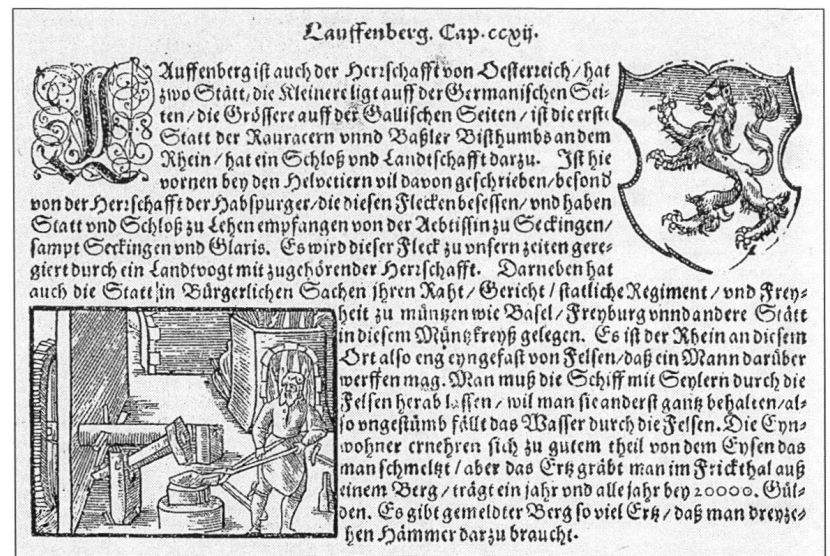 Lauffenberg. Cap. ccxij.
LAuffenberg ist auch der Herrschafft von Oesterreich / hat
zwo Stätt / die Kleinere ligt auff der Germanischen Sei-
ten / die Grössere auff der Gallischen Seiten / ist die erste
Statt der Rauracern vnnd Baßler Bisthumbs an dem
Rhein / hat ein Schloß vnd Landtschafft darzu. Ist hie
vornen bey den Helvetiern vil davon geschrieben / besond
von der Herrschafft der Habspurger / die diesen Flecken besessen / vnd haben
Statt vnd Schloß zu Lehen empfangen von der Aebtissin zu Seckingen /
sampt Seckingen vnd Glaris. Es wird dieser Fleck zu vnsern zeiten gere-
giert durch ein Landtvogt mit zugehörender Herrschafft. Darneben hat
auch die Statt in Bürgerlichen Sachen jhren Raht / Gericht / statliche Regiment / vnd Frey-
heit zu müntzen wie Basel / Freyburg vnnd andere Stätt
in diesem Müntzkreyß gelegen. Es ist der Rhein an diesem
Ort also eng eyngefast von Felsen / daß ein Mann darüber
werffen mag. Man muß die Schiff mit Seylern durch die
Felsen herab lassen / wil man sie anderst gantz behalten / al-
so vngestümb fällt das Wasser durch die Felsen. Die Eyn-
wohner ernehren sich zu gutem theil von dem Eysen das
man schmeltzt / aber das Ertz gräbt man im Frickthal auß
einem Berg / trägt ein jahr vnd alle jahr bey 20000. Gül-
den. Es gibt gemeldter Berg so viel Ertz / daß man dreyze-
hen Hämmer darzu braucht.